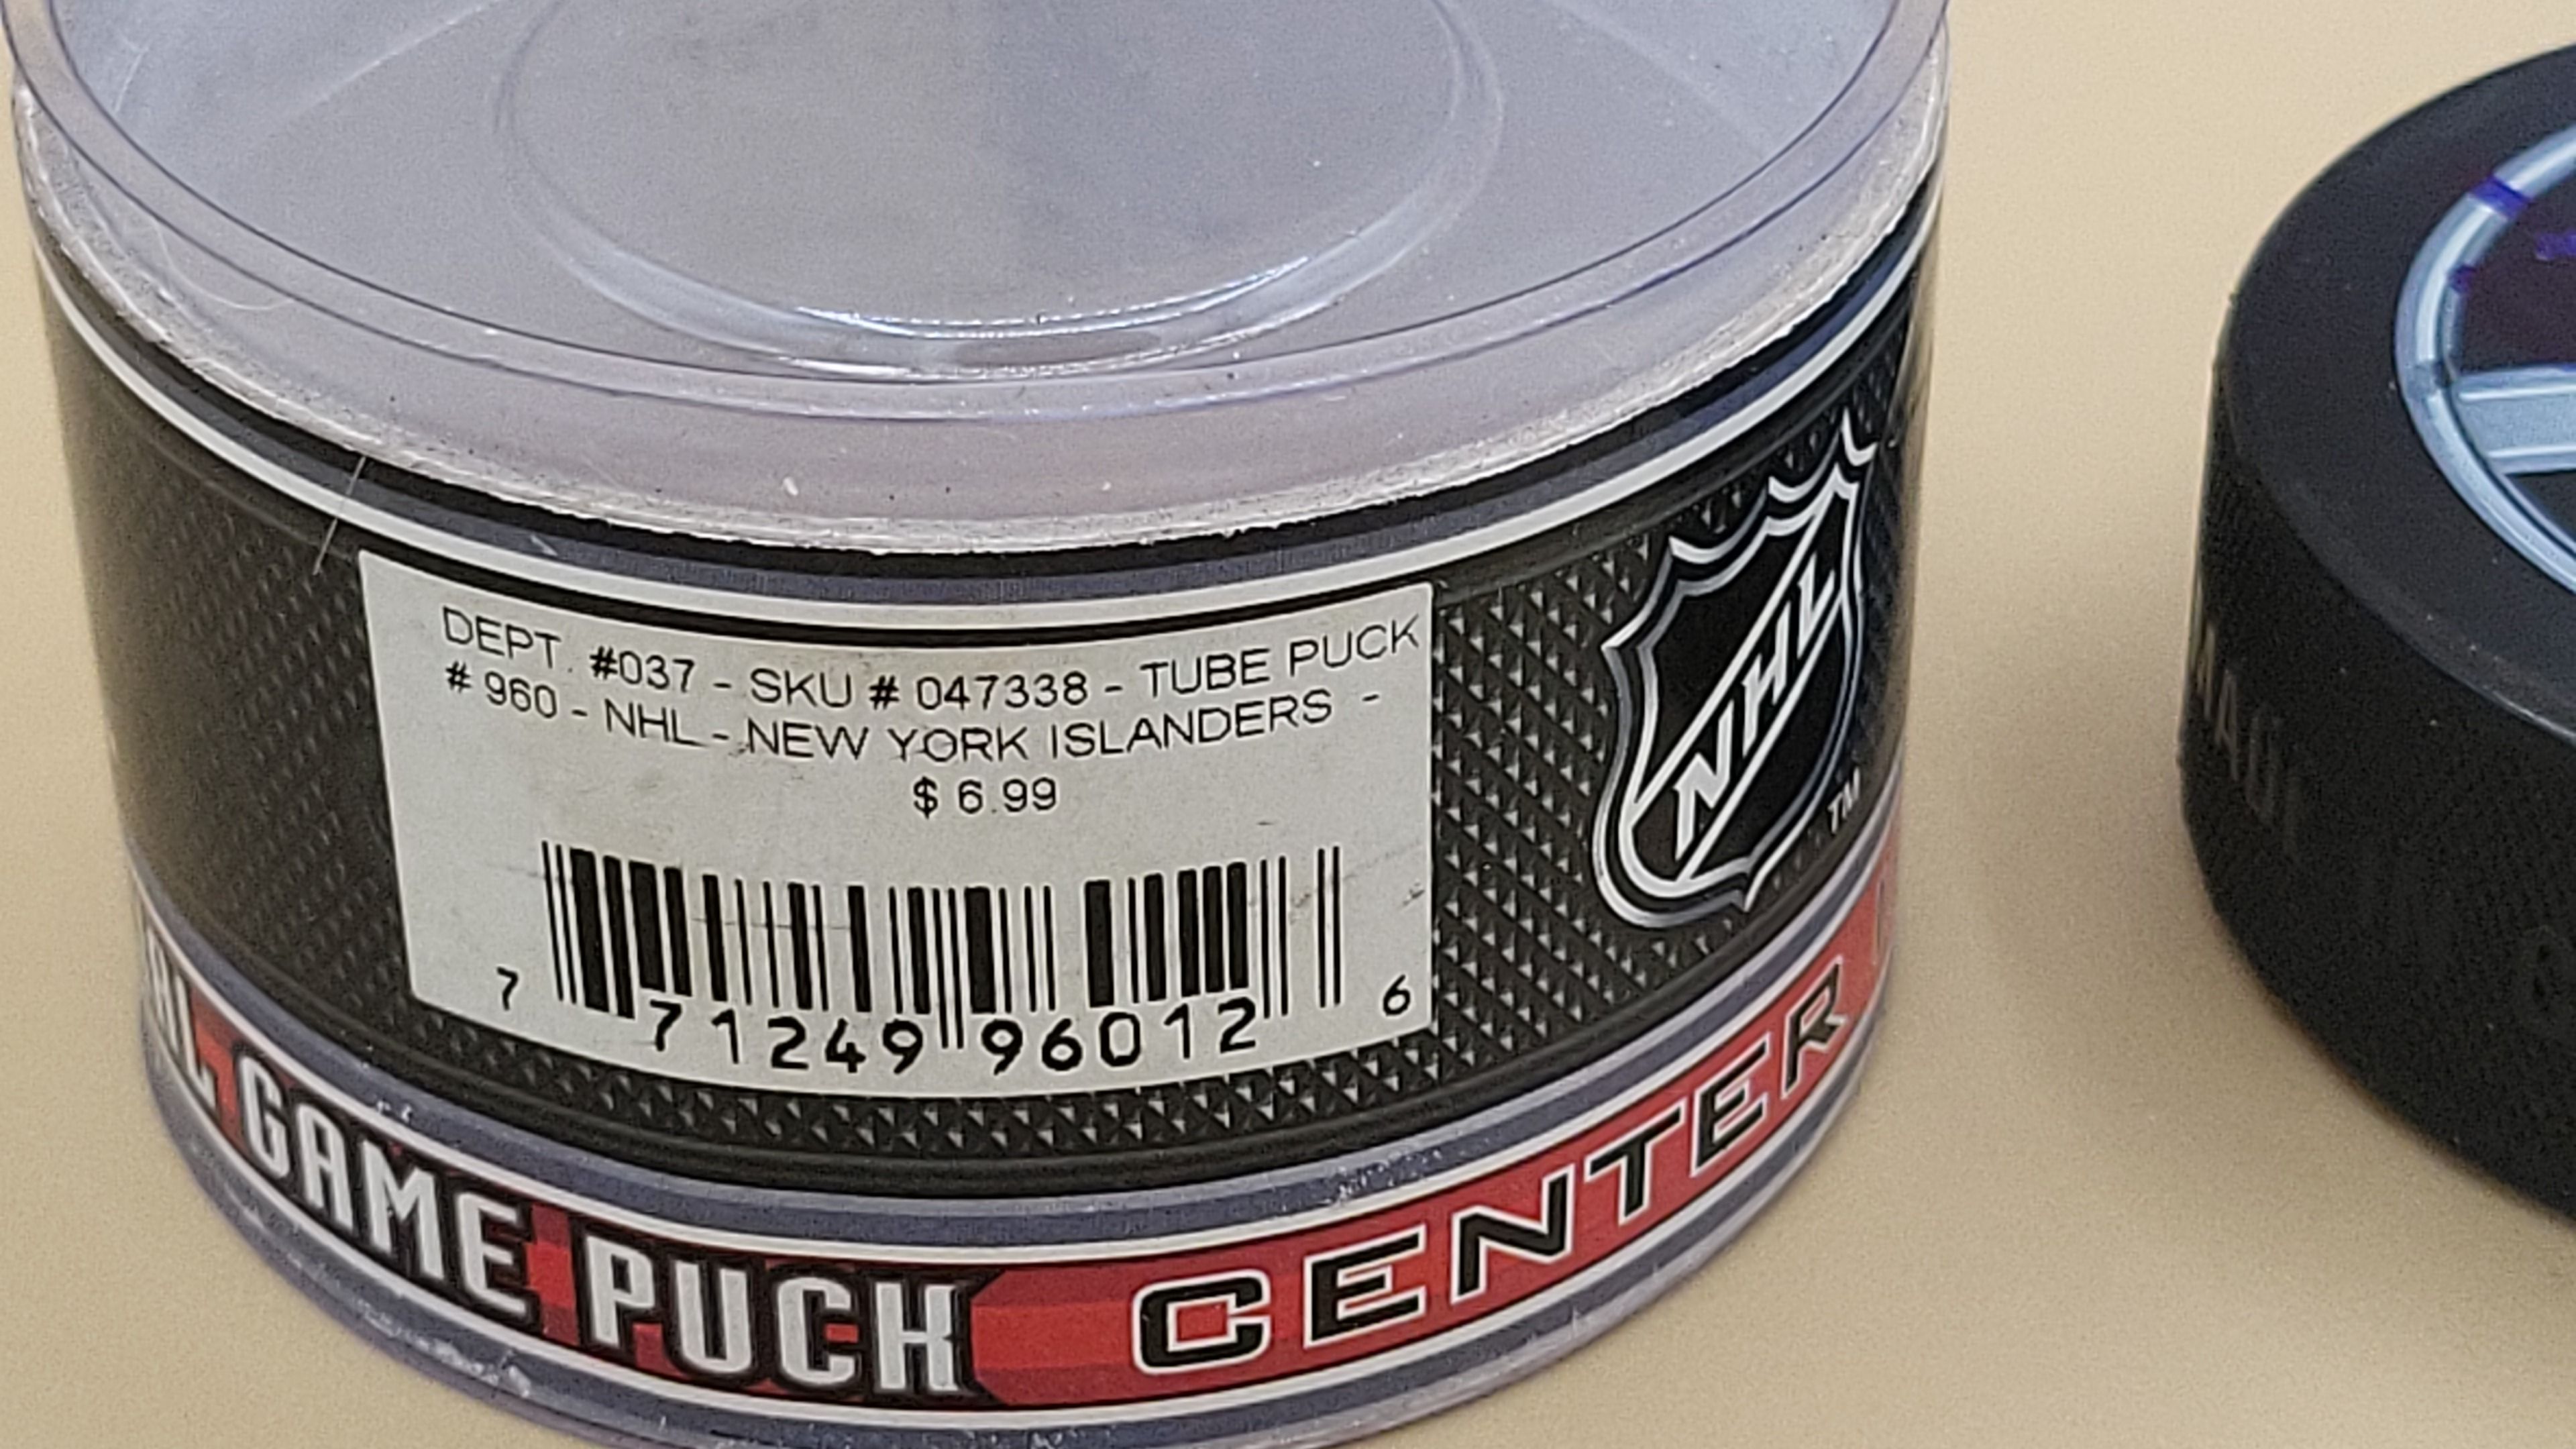 DEPT. #037 - SKU # 047338 - TUBE PUCK
# 960 - NHL - NEW YORK ISLANDERS -
$ 6.99
7 71249 96012 6
NHL
TM
GAME PUCK CENTER